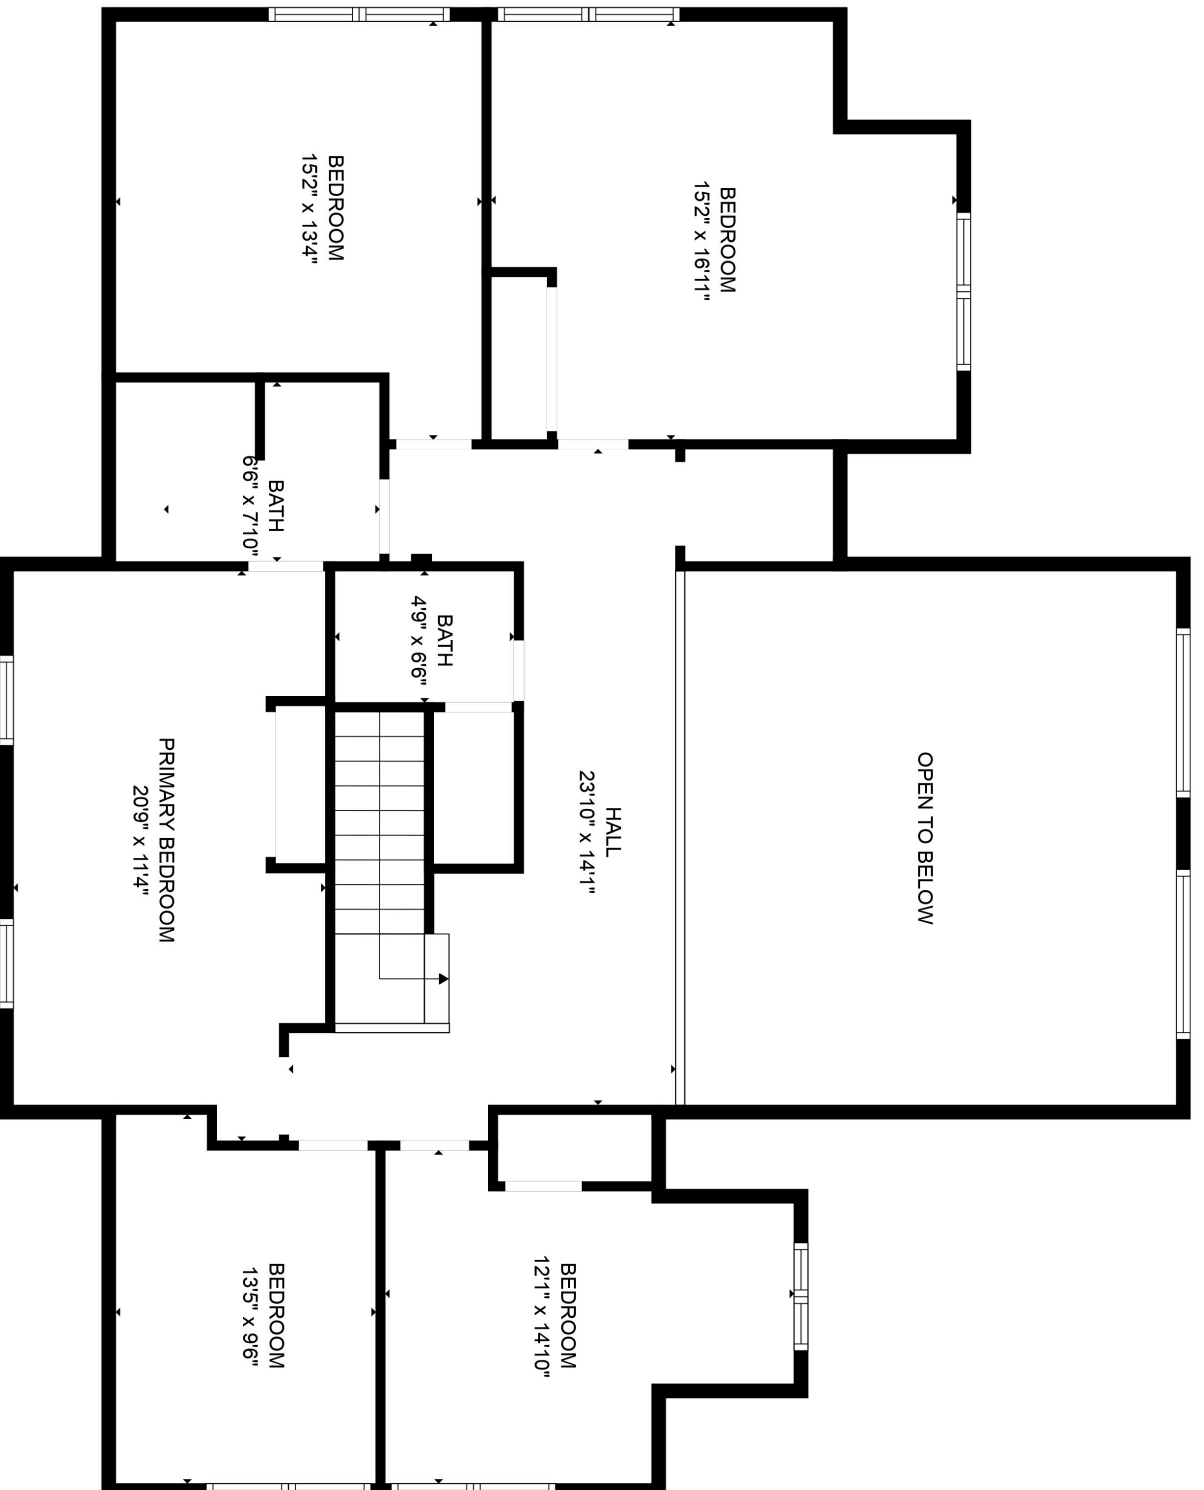 BEDROOM
15'2" x 13'4"
BEDROOM
15'2" x 16'11"
BATH
6'6" x 7'10"
BATH
4'9" x 6'6"
PRIMARY BEDROOM
20'9" x 11'4"
HALL
23'10" x 14'1"
OPEN TO BELOW
BEDROOM
13'5" x 9'6"
BEDROOM
12'1" x 14'10"